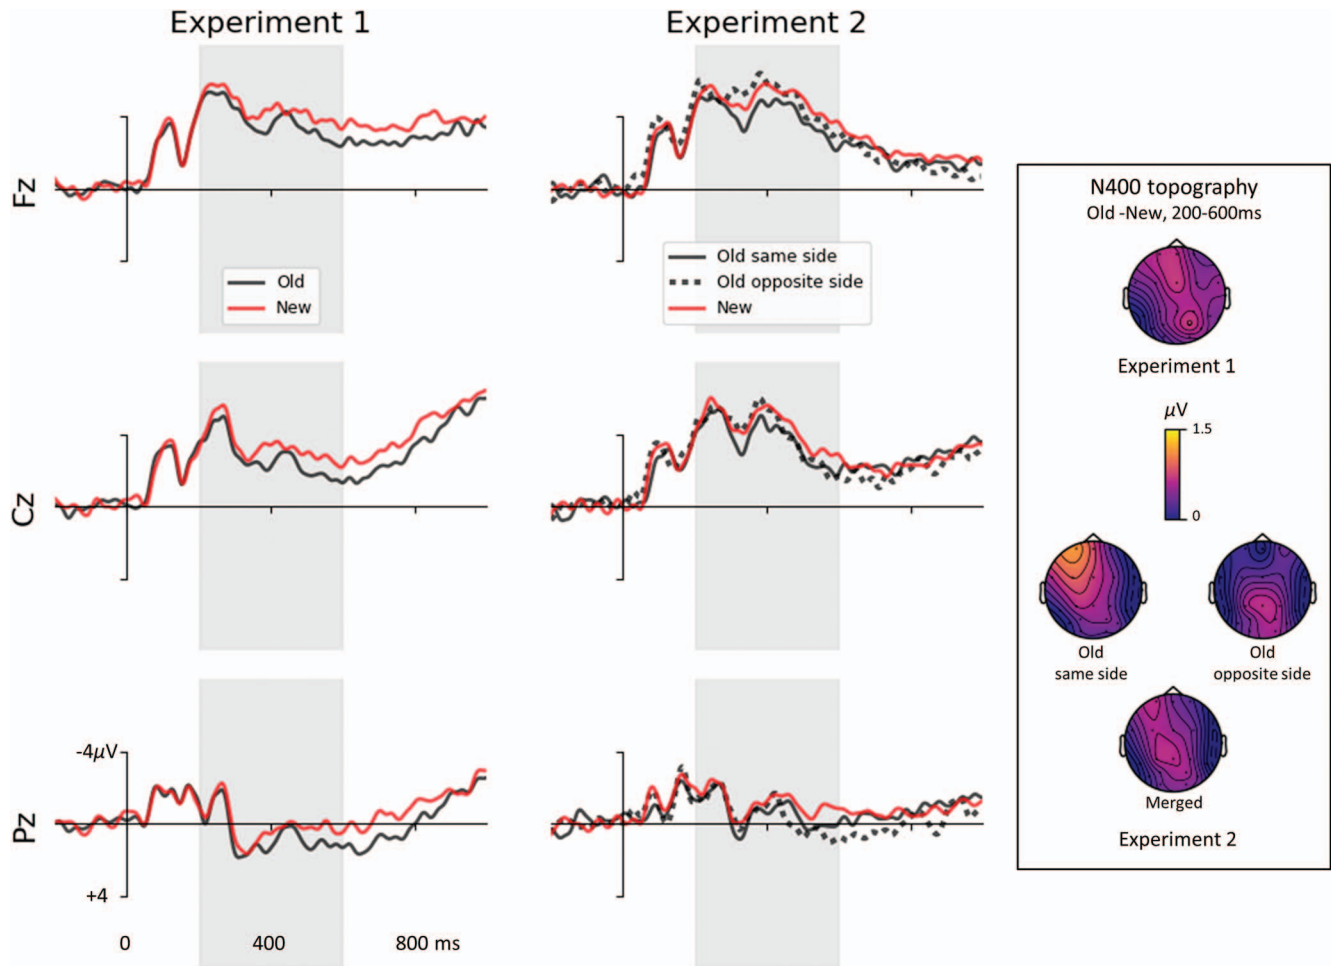 Experiment 1
Experiment 2
Fz
Old
New
Old same side
Old opposite side
New
Cz
Pz
-4μV
+4
0
400
800 ms
N400 topography
Old -New, 200-600ms
Experiment 1
μV
1.5
0
Old
same side
Old
opposite side
Merged
Experiment 2